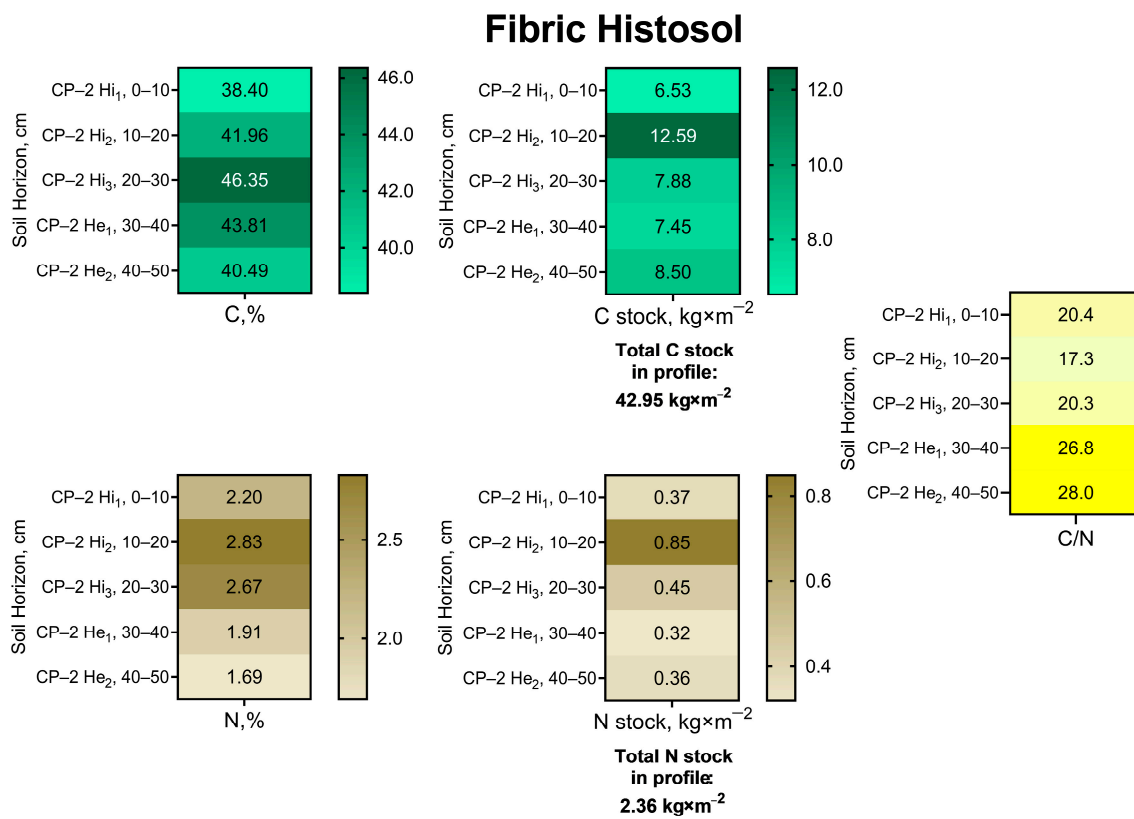 Fibric Histosol
Soil Horizon, cm
CP–2 Hi₁, 0–10
38.40
CP–2 Hi₂, 10–20
41.96
CP–2 Hi₃, 20–30
46.35
CP–2 He₁, 30–40
43.81
CP–2 He₂, 40–50
40.49
C,%
46.0
44.0
42.0
40.0
Soil Horizon, cm
CP–2 Hi₁, 0–10
6.53
CP–2 Hi₂, 10–20
12.59
CP–2 Hi₃, 20–30
7.88
CP–2 He₁, 30–40
7.45
CP–2 He₂, 40–50
8.50
C stock, kg×m⁻²
12.0
10.0
8.0
Total C stock
in profile:
42.95 kg×m⁻²
Soil Horizon, cm
CP–2 Hi₁, 0–10
20.4
CP–2 Hi₂, 10–20
17.3
CP–2 Hi₃, 20–30
20.3
CP–2 He₁, 30–40
26.8
CP–2 He₂, 40–50
28.0
C/N
Soil Horizon, cm
CP–2 Hi₁, 0–10
2.20
CP–2 Hi₂, 10–20
2.83
CP–2 Hi₃, 20–30
2.67
CP–2 He₁, 30–40
1.91
CP–2 He₂, 40–50
1.69
N,%
2.5
2.0
Soil Horizon, cm
CP–2 Hi₁, 0–10
0.37
CP–2 Hi₂, 10–20
0.85
CP–2 Hi₃, 20–30
0.45
CP–2 He₁, 30–40
0.32
CP–2 He₂, 40–50
0.36
N stock, kg×m⁻²
0.8
0.6
0.4
Total N stock
in profile:
2.36 kg×m⁻²